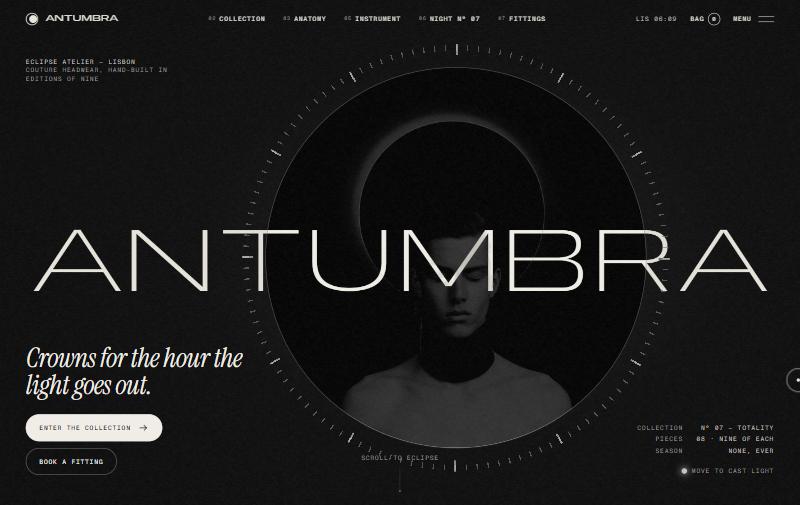 ANTUMBRA
02 COLLECTION
03 ANATOMY
05 INSTRUMENT
06 NIGHT Nº 07
07 FITTINGS
LIS 06:09
BAG 0
MENU
ECLIPSE ATELIER — LISBON
COUTURE HEADWEAR, HAND-BUILT IN
EDITIONS OF NINE
ANTUMBRA
Crowns for the hour the
light goes out.
ENTER THE COLLECTION →
BOOK A FITTING
SCROLL/TO ECLIPSE
COLLECTION Nº 07 — TOTALITY
PIECES 08 · NINE OF EACH
SEASON NONE, EVER
MOVE TO CAST LIGHT